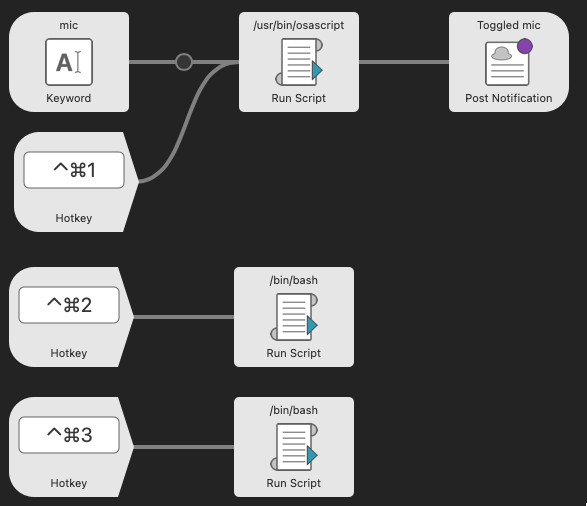 mic
Keyword
/usr/bin/osascript
Run Script
Toggled mic
Post Notification
^⌘1
Hotkey
^⌘2
Hotkey
/bin/bash
Run Script
^⌘3
Hotkey
/bin/bash
Run Script